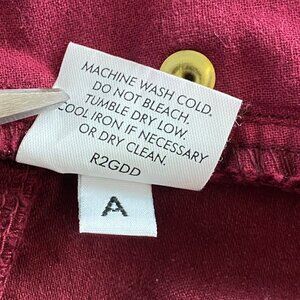 MACHINE WASH COLD.
DO NOT BLEACH.
TUMBLE DRY LOW.
COOL IRON IF NECESSARY
OR DRY CLEAN.
R2GDD
A